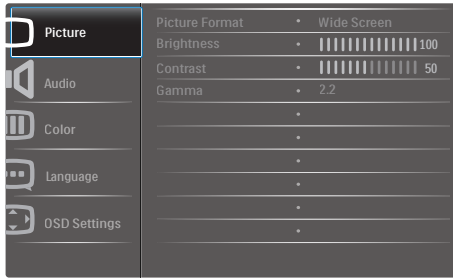 Picture
Audio
Color
Language
OSD Settings
Picture Format • Wide Screen
Brightness • 100
Contrast • 50
Gamma • 2.2
•
•
•
•
•
•